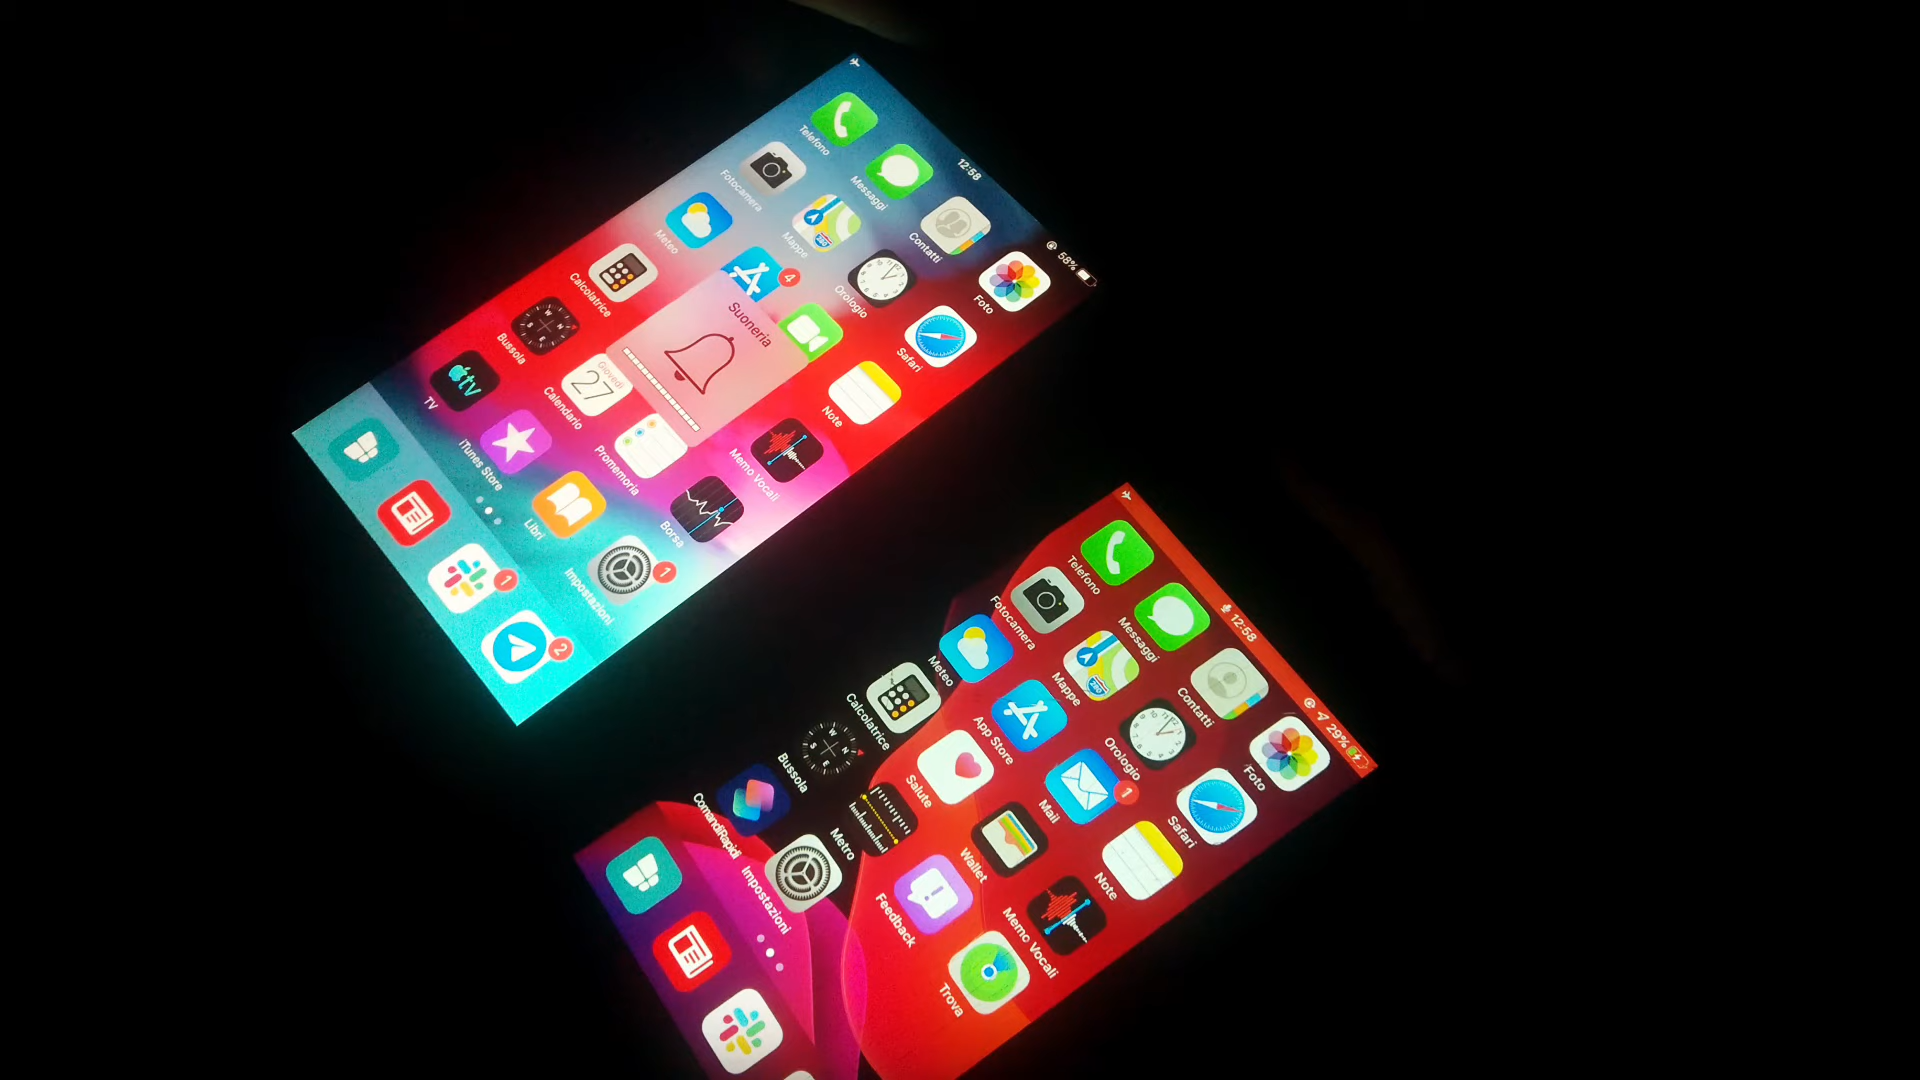 12:58
58%
Telefono
Messaggi
Contatti
Foto
Fotocamera
Mappe
Orologio
Safari
Meteo
4
Note
Calcolatrice
Giovedì
27
Calendario
Promemoria
Memo Vocali
Bussola
Suoneria
tv
TV
iTunes Store
Libri
Borsa
Impostazioni
1
1
2
12:58
29%
Telefono
Messaggi
Contatti
Foto
Fotocamera
Mappe
280
Orologio
Safari
Meteo
App Store
Mail
1
Note
Calcolatrice
Salute
Wallet
Memo Vocali
Bussola
Metro
Feedback
Trova
ComandiRapidi
Impostazioni